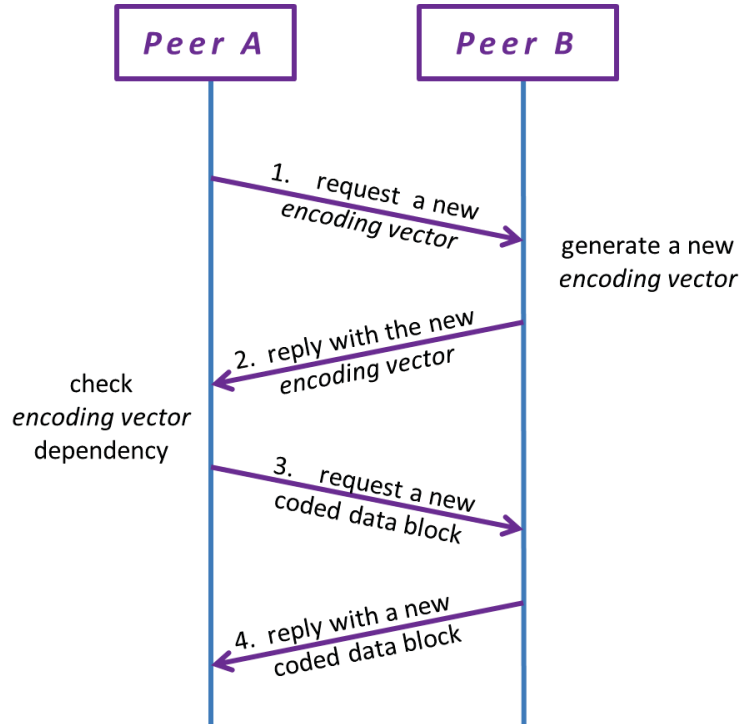 Peer A
Peer B
1. request a new
encoding vector
generate a new
encoding vector
2. reply with the new
encoding vector
check
encoding vector
dependency
3. request a new
coded data block
4. reply with a new
coded data block